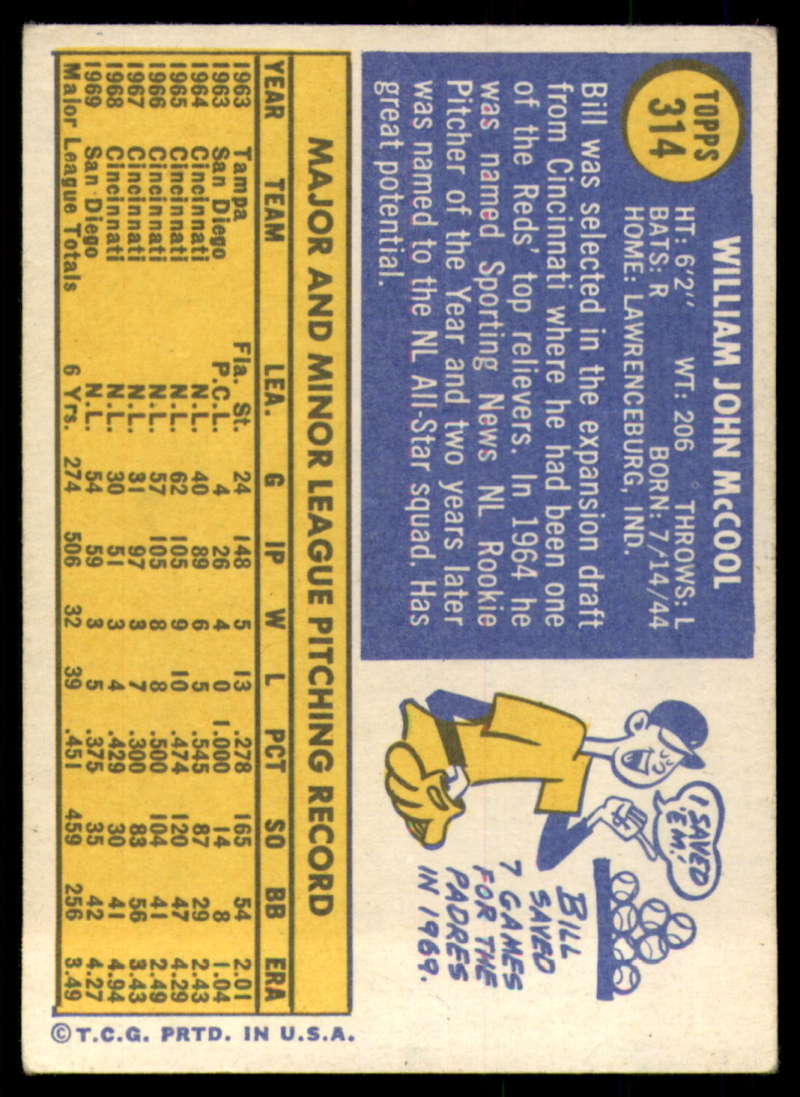 TOPPS
314
WILLIAM JOHN McCOOL
HT: 6'2" WT: 206 THROWS: L
BATS: R BORN: 7/14/44
HOME: LAWRENCEBURG, IND.
Bill was selected in the expansion draft
from Cincinnati where he had been one
of the Reds' top relievers. In 1964 he
was named Sporting News NL Rookie
Pitcher of the Year and two years later
was named to the NL All-Star squad. Has
great potential.
I SAVED
'EM!
BILL
SAVED
7 GAMES
FOR THE
PADRES
IN 1969.
MAJOR AND MINOR LEAGUE PITCHING RECORD
YEAR TEAM LEA. G IP W L PCT SO BB ERA
1963 Tampa Fla. St. 24 148 5 13 .278 165 54 2.01
1963 San Diego P.C.L. 4 26 4 0 1.000 14 8 1.04
1964 Cincinnati N.L. 40 89 6 5 .545 87 29 2.43
1965 Cincinnati N.L. 62 105 9 10 .474 120 47 4.29
1966 Cincinnati N.L. 57 105 8 8 .500 104 41 2.49
1967 Cincinnati N.L. 31 97 3 7 .300 83 56 3.43
1968 Cincinnati N.L. 30 51 3 4 .429 30 41 4.94
1969 San Diego N.L. 54 59 3 5 .375 35 42 4.27
Major League Totals 6 Yrs. 274 506 32 39 .451 459 256 3.49
© T.C.G. PRTD. IN U.S.A.